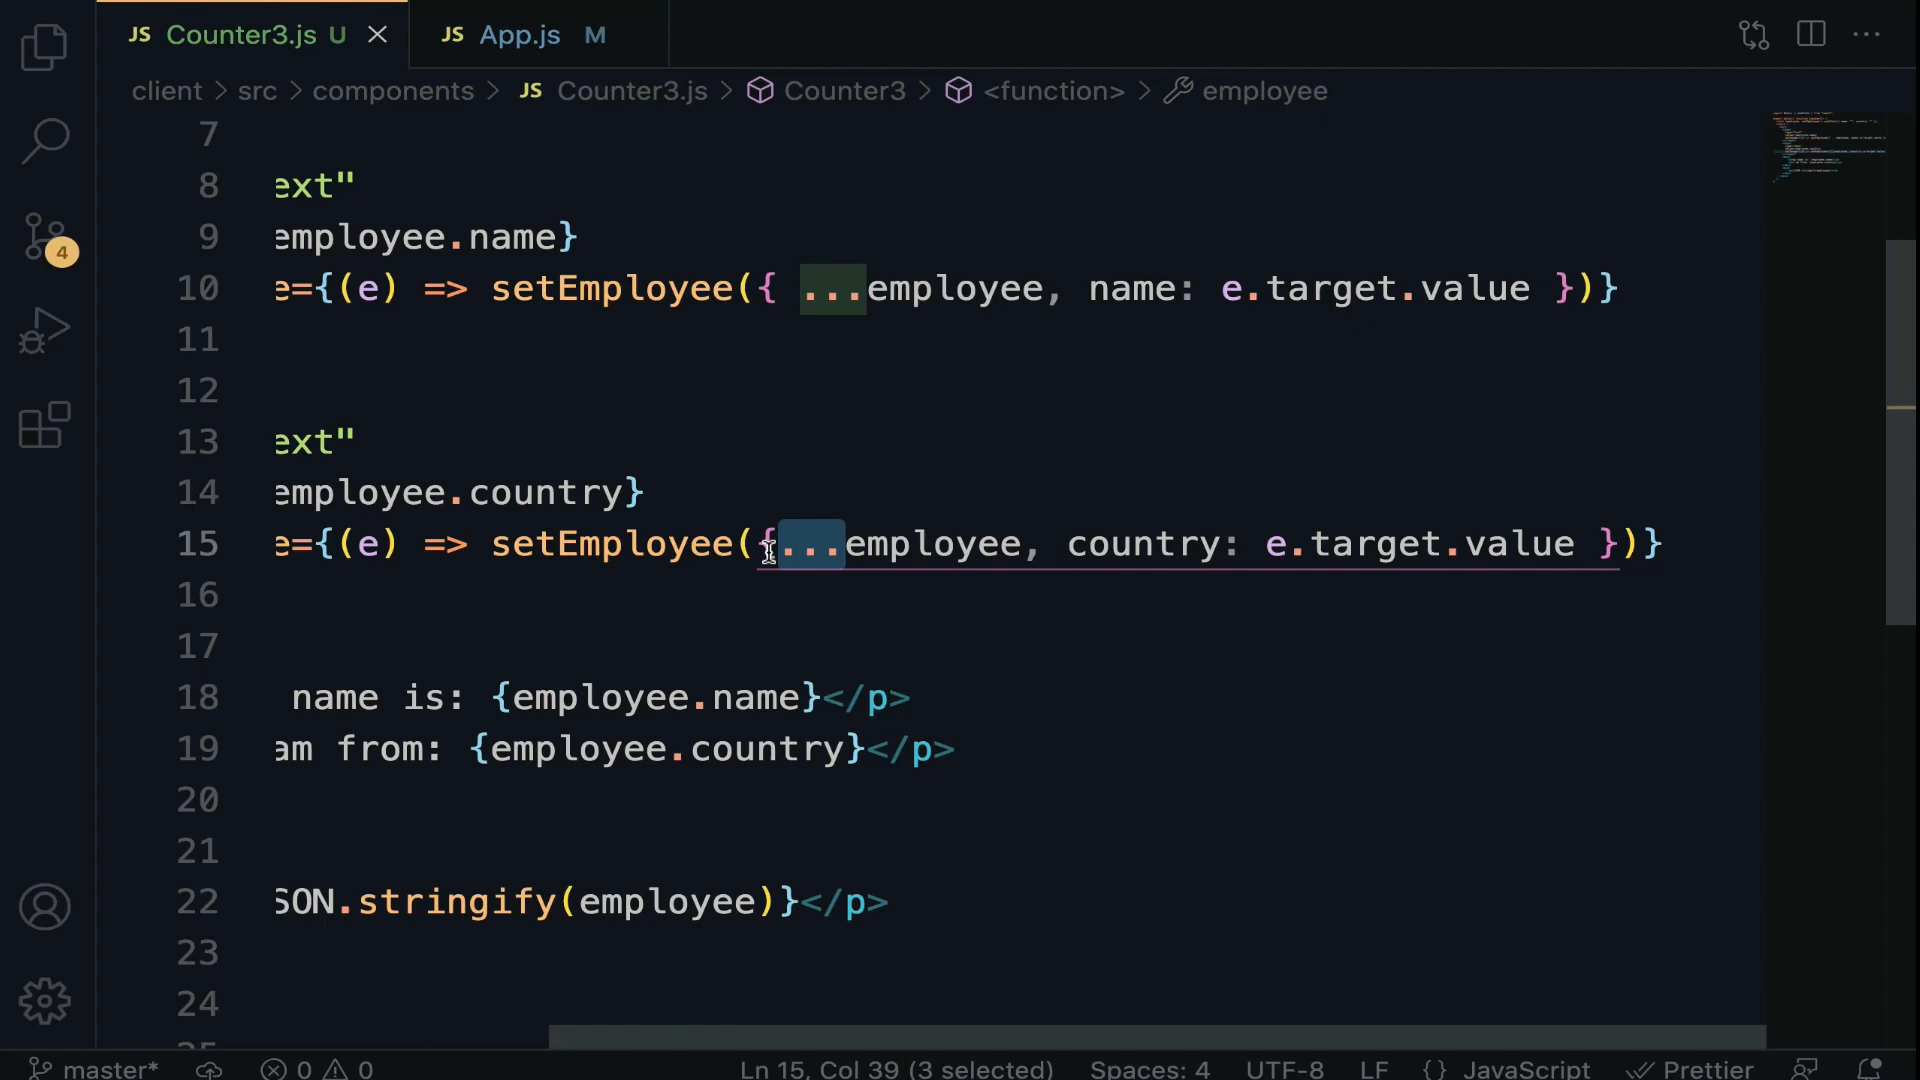 JS Counter3.js U
JS App.js M
client > src > components > JS Counter3.js > Counter3 > <function> > employee
7
8 ext"
9 employee.name}
10 e={(e) => setEmployee({ ...employee, name: e.target.value })}
11
12
13 ext"
14 employee.country}
15 e={(e) => setEmployee({...employee, country: e.target.value })}
16
17
18 name is: {employee.name}</p>
19 am from: {employee.country}</p>
20
21
22 SON.stringify(employee)}</p>
23
24
4
master* 0 0 Ln 15, Col 39 (3 selected) Spaces: 4 UTF-8 LF {} JavaScript Prettier